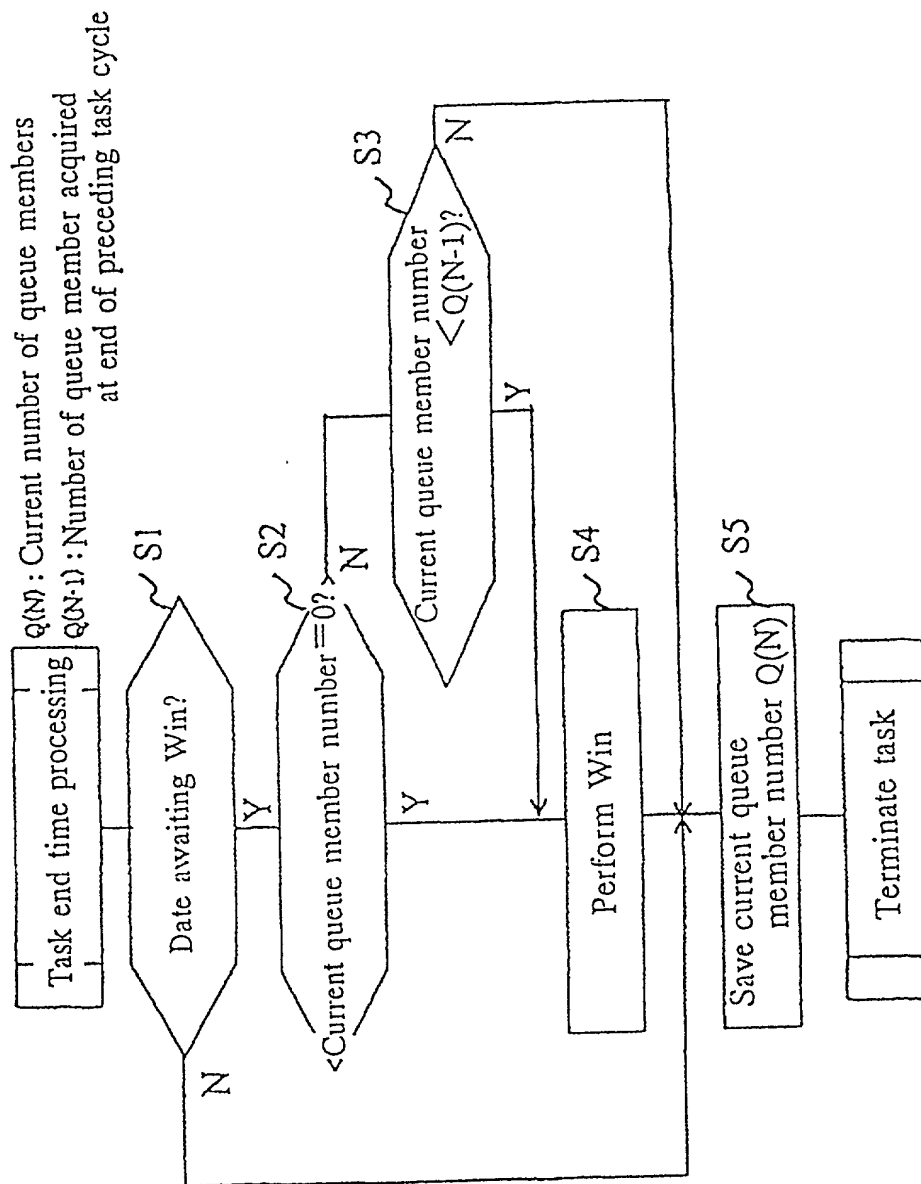 Q(N) : Current number of queue members
Q(N-1) : Number of queue member acquired
at end of preceding task cycle
Task end time processing
S1
Date awaiting Win?
N
Y
S2
<Current queue member number=0?>
N
Y
S3
Current queue member number
<Q(N-1)?
N
Y
S4
Perform Win
S5
Save current queue
member number Q(N)
Terminate task